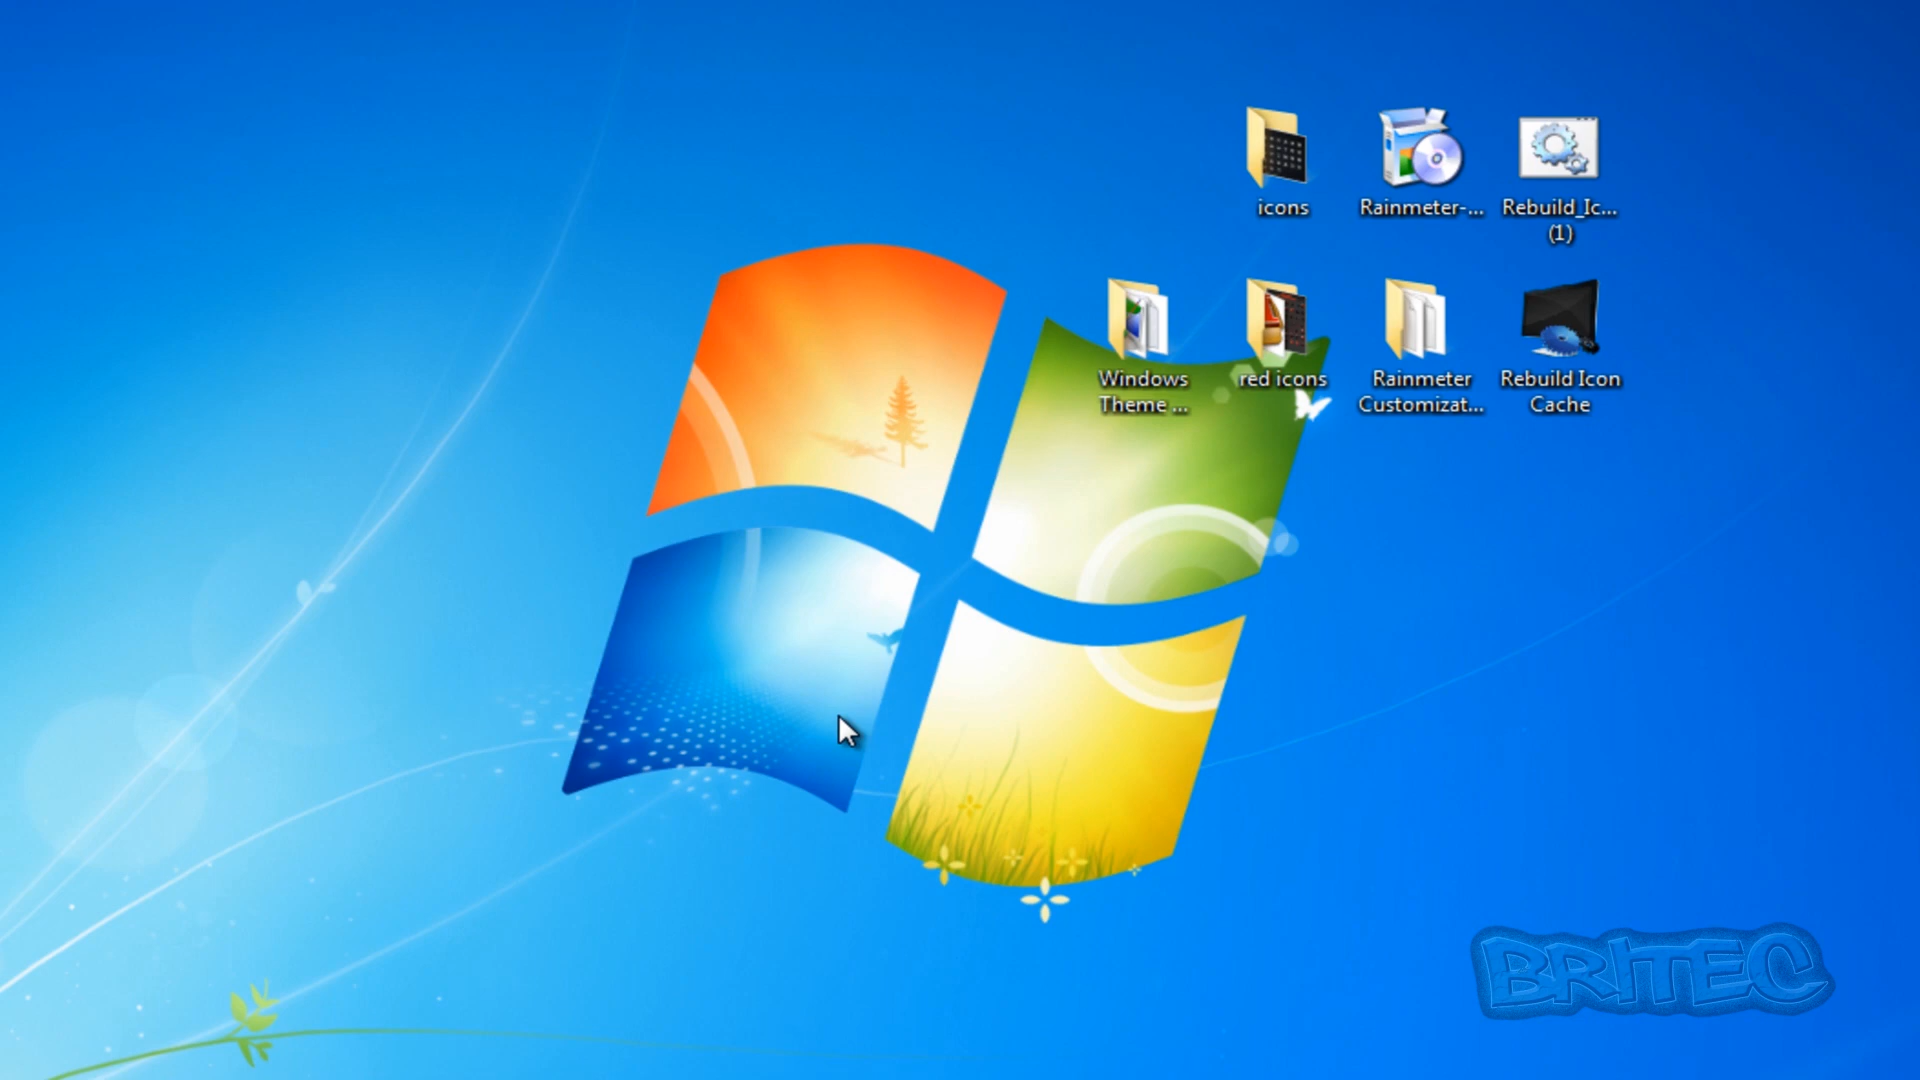 icons
Rainmeter-...
Rebuild_Ic...
(1)
Windows
Theme ...
red icons
Rainmeter
Customizat...
Rebuild Icon
Cache
BRITEC